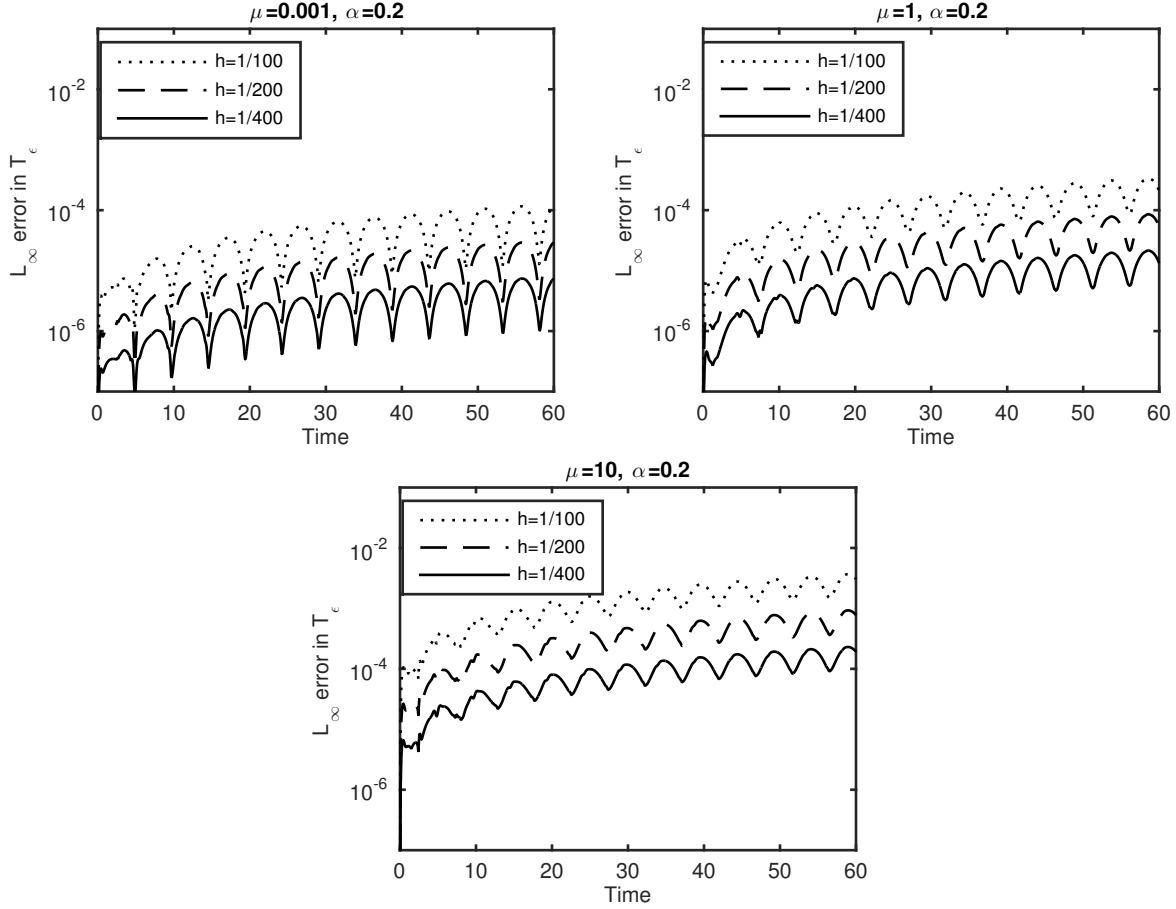 μ=0.001, α=0.2
h=1/100
h=1/200
h=1/400
10^-2
10^-4
10^-6
L∞ error in Tϵ
0 10 20 30 40 50 60
Time
μ=1, α=0.2
h=1/100
h=1/200
h=1/400
10^-2
10^-4
10^-6
L∞ error in Tϵ
0 10 20 30 40 50 60
Time
μ=10, α=0.2
h=1/100
h=1/200
h=1/400
10^-2
10^-4
10^-6
L∞ error in Tϵ
0 10 20 30 40 50 60
Time